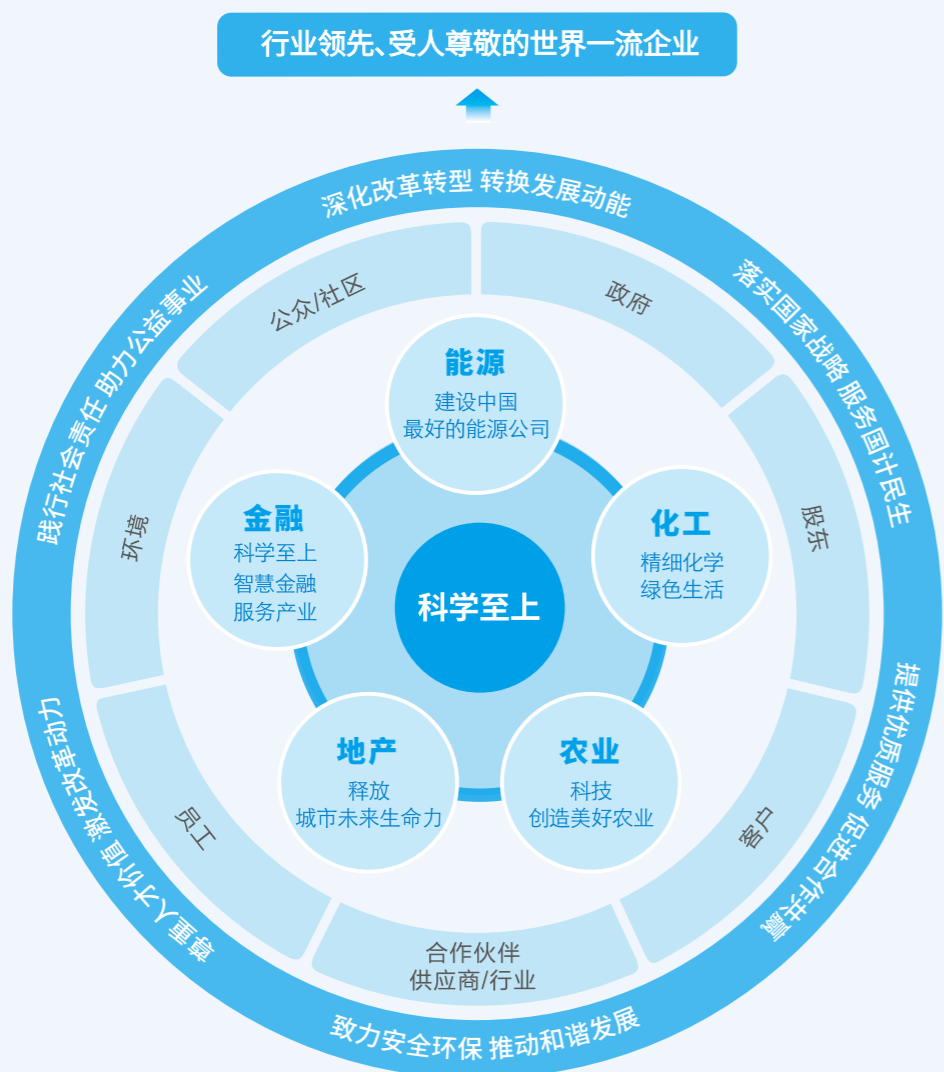 行业领先、受人尊敬的世界一流企业
深化改革转型 转换发展动能
落实国家战略 服务国计民生
提供优质服务 促进合作共赢
致力安全环保 推动和谐发展
尊重人才价值 激发改革动力
践行社会责任 助力公益事业
公众/社区
政府
股东
客户
合作伙伴
供应商/行业
员工
环境
能源
建设中国
最好的能源公司
化工
精细化学
绿色生活
农业
科技
创造美好农业
地产
释放
城市未来生命力
金融
科学至上
智慧金融
服务产业
科学至上